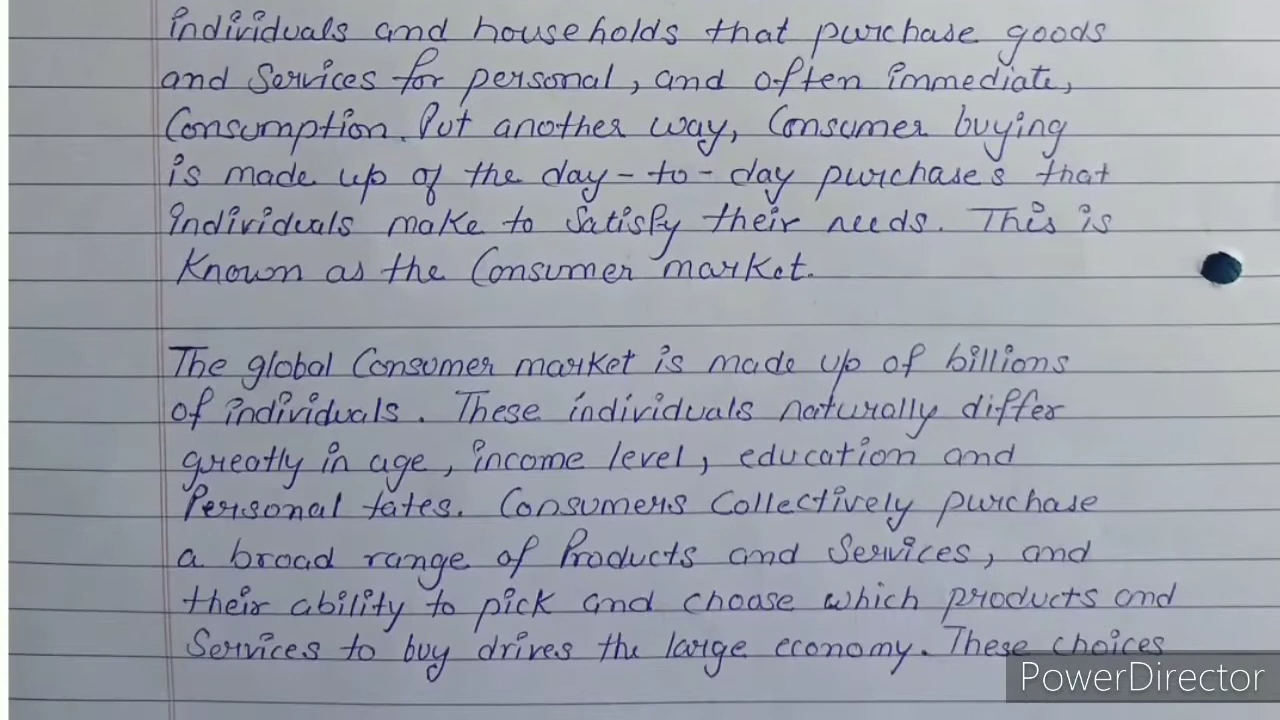 individuals and households that purchase goods
and services for personal, and often immediate,
Consumption. Put another way, Consumer buying
is made up of the day-to-day purchases that
individuals make to satisfy their needs. This is
known as the Consumer market.
The global Consumer market is made up of billions
of individuals. These individuals naturally differ
greatly in age, income level, education and
Personal tates. Consumers Collectively purchase
a broad range of Products and Services, and
their ability to pick and choase which products and
Services to buy drives the large economy. These choices
PowerDirector